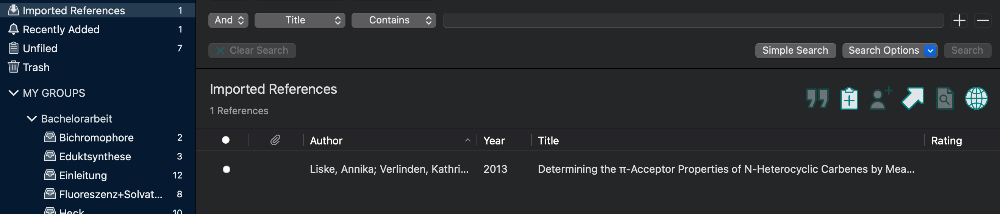 Imported References 1
Recently Added 1
Unfiled 7
Trash
MY GROUPS
Bachelorarbeit
Bichromophore 2
Eduktsynthese 3
Einleitung 12
Fluoreszenz+Solvat... 8
Heck 10
And Title Contains
Clear Search Simple Search Search Options Search
Imported References
1 References
Author Year Title Rating
Liske, Annika; Verlinden, Kathri... 2013 Determining the π-Acceptor Properties of N-Heterocyclic Carbenes by Mea...